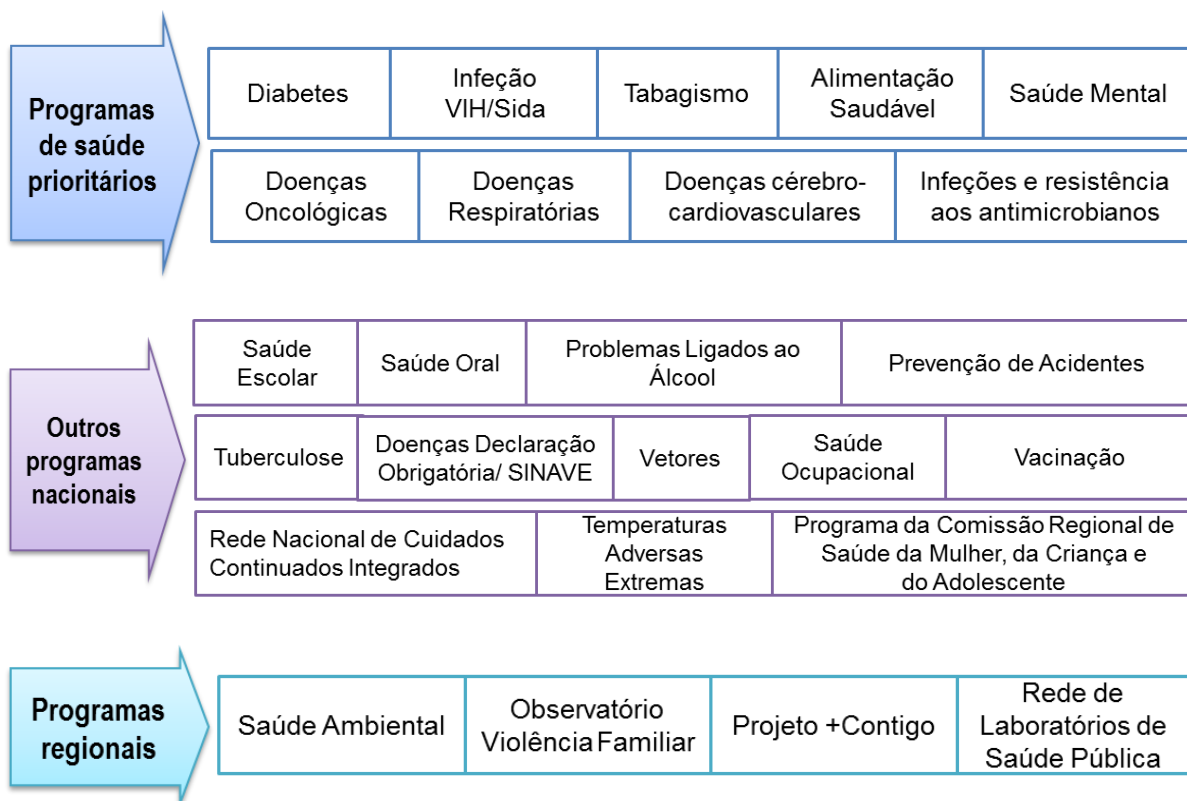 Programas
de saúde
prioritários
Diabetes
Infeção
VIH/Sida
Tabagismo
Alimentação
Saudável
Saúde Mental
Doenças
Oncológicas
Doenças
Respiratórias
Doenças cérebro-
cardiovasculares
Infeções e resistência
aos antimicrobianos
Outros
programas
nacionais
Saúde
Escolar
Saúde Oral
Problemas Ligados ao
Álcool
Prevenção de Acidentes
Tuberculose
Doenças Declaração
Obrigatória/ SINAVE
Vetores
Saúde
Ocupacional
Vacinação
Rede Nacional de Cuidados
Continuados Integrados
Temperaturas
Adversas
Extremas
Programa da Comissão Regional de
Saúde da Mulher, da Criança e
do Adolescente
Programas
regionais
Saúde Ambiental
Observatório
Violência Familiar
Projeto +Contigo
Rede de
Laboratórios de
Saúde Pública